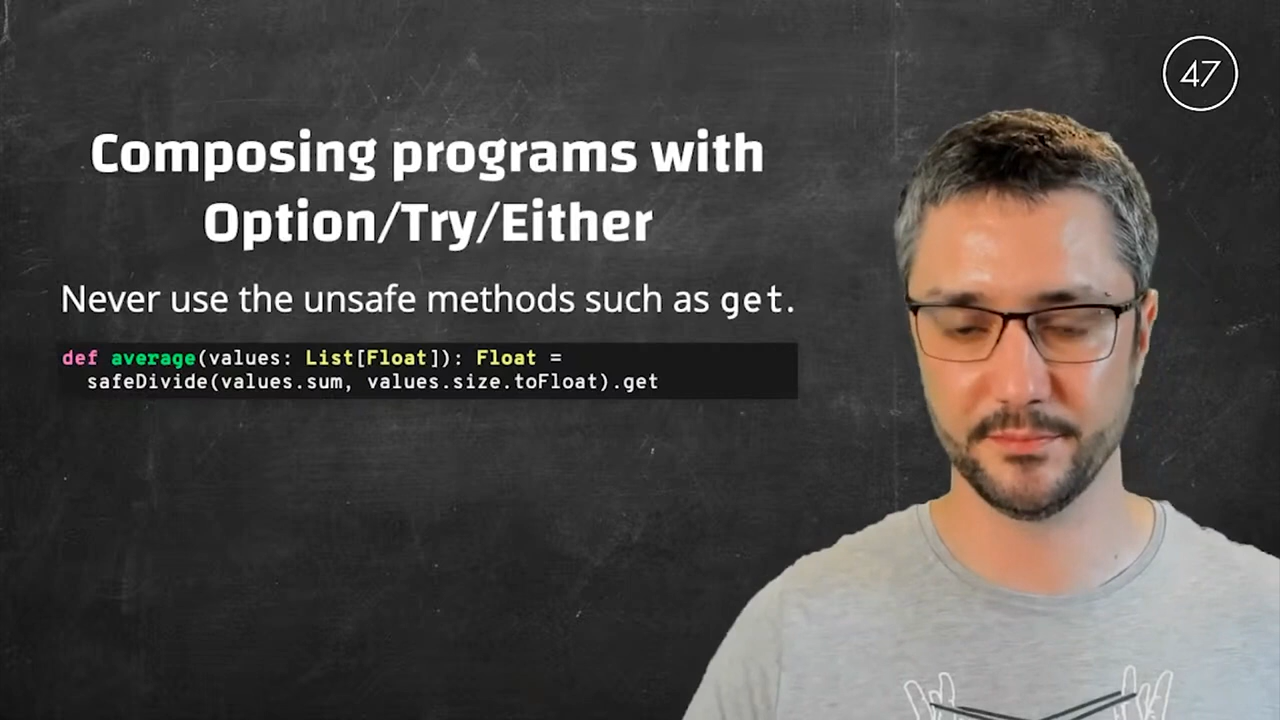 47
Composing programs with
Option/Try/Either
Never use the unsafe methods such as get.
def average(values: List[Float]): Float =
  safeDivide(values.sum, values.size.toFloat).get